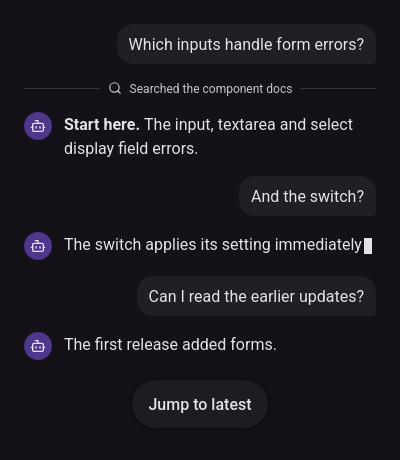 Which inputs handle form errors?
Searched the component docs
Start here. The input, textarea and select
display field errors.
And the switch?
The switch applies its setting immediately
Can I read the earlier updates?
The first release added forms.
Jump to latest